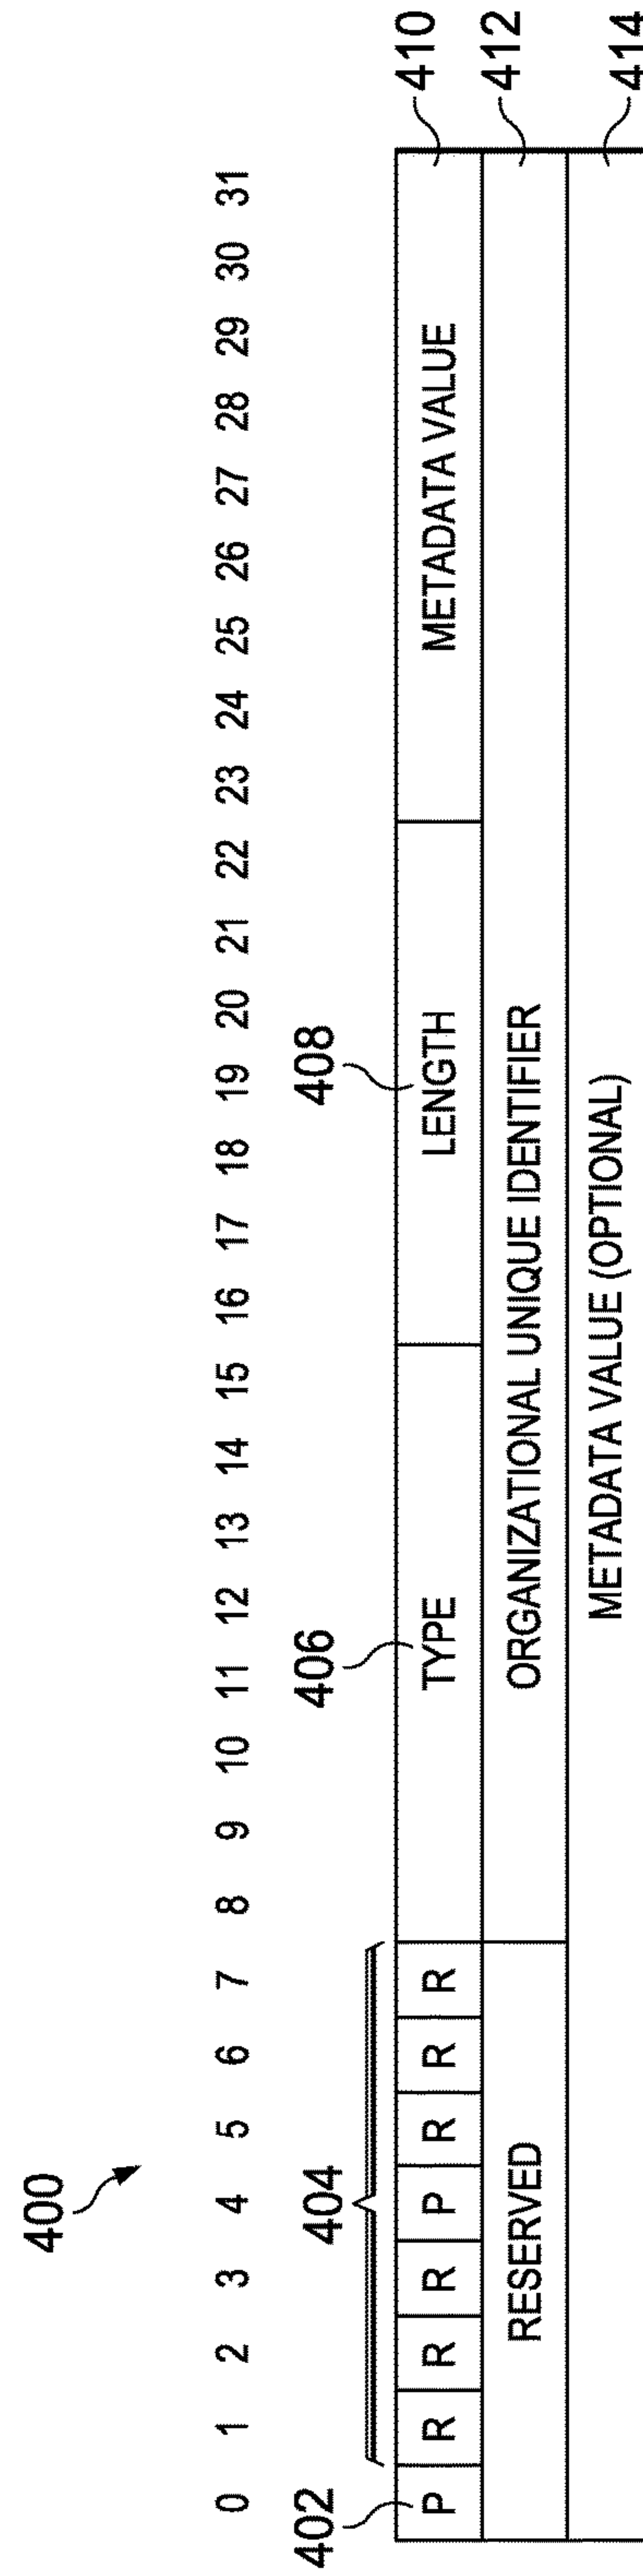 400
0 1 2 3 4 5 6 7 8 9 10 11 12 13 14 15 16 17 18 19 20 21 22 23 24 25 26 27 28 29 30 31
402 404 406 408
P R R R P R R R TYPE LENGTH METADATA VALUE 410
RESERVED ORGANIZATIONAL UNIQUE IDENTIFIER 412
METADATA VALUE (OPTIONAL) 414